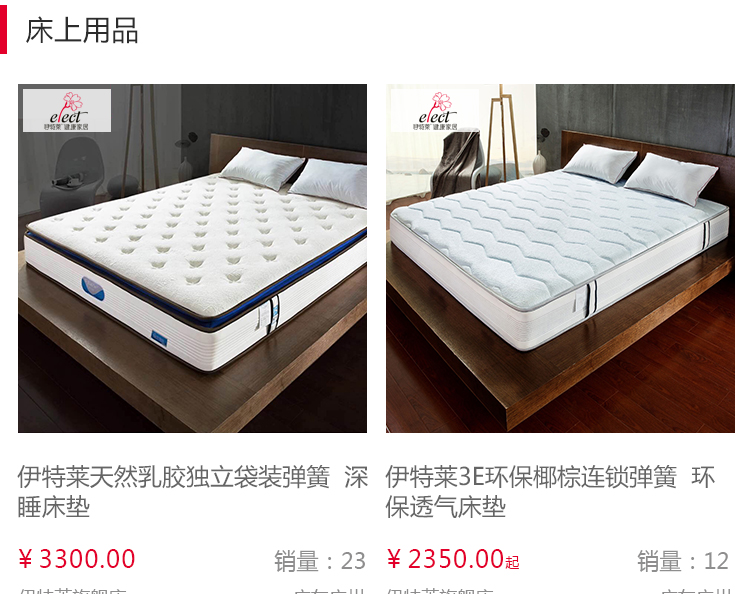 床上用品
elect
伊特莱 健康家居
elect
伊特莱 健康家居
伊特莱天然乳胶独立袋装弹簧 深
睡床垫
¥ 3300.00
销量：23
伊特莱3E环保椰棕连锁弹簧 环
保透气床垫
¥ 2350.00起
销量：12